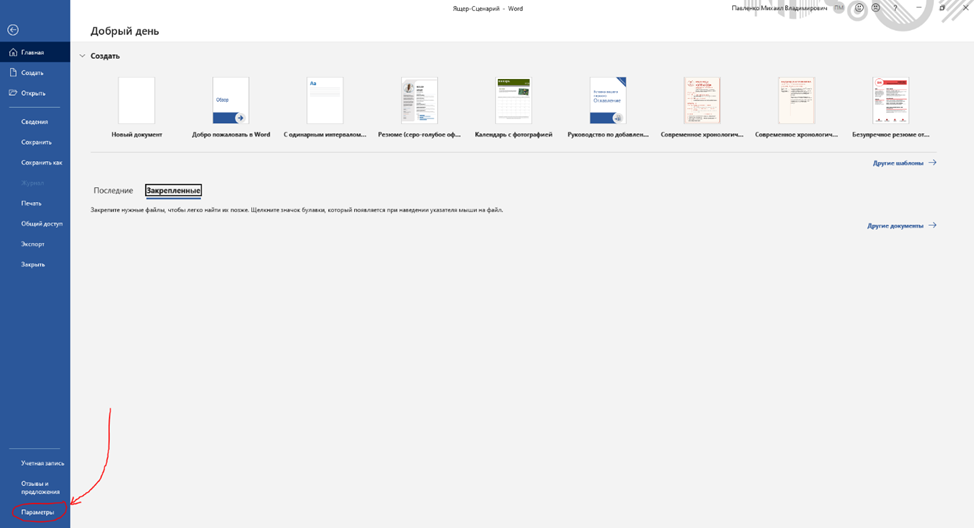 Ящер-Сценарий - Word
Павленко Михаил Владимирович ПМ ?
Добрый день
Главная
Создать
Открыть
Сведения
Сохранить
Сохранить как
Журнал
Печать
Общий доступ
Экспорт
Закрыть
Учетная запись
Отзывы и
предложения
Параметры
Создать
Aa
Обзор
Новый документ
Добро пожаловать в Word
С одинарным интервалом...
Резюме (серо-голубое оф...
Календарь с фотографией
Руководство по добавлен...
Современное хронологич...
Современное хронологич...
Безупречное резюме от...
Другие шаблоны
Последние Закрепленные
Закрепите нужные файлы, чтобы легко найти их позже. Щелкните значок булавки, который появляется при наведении указателя мыши на файл.
Другие документы